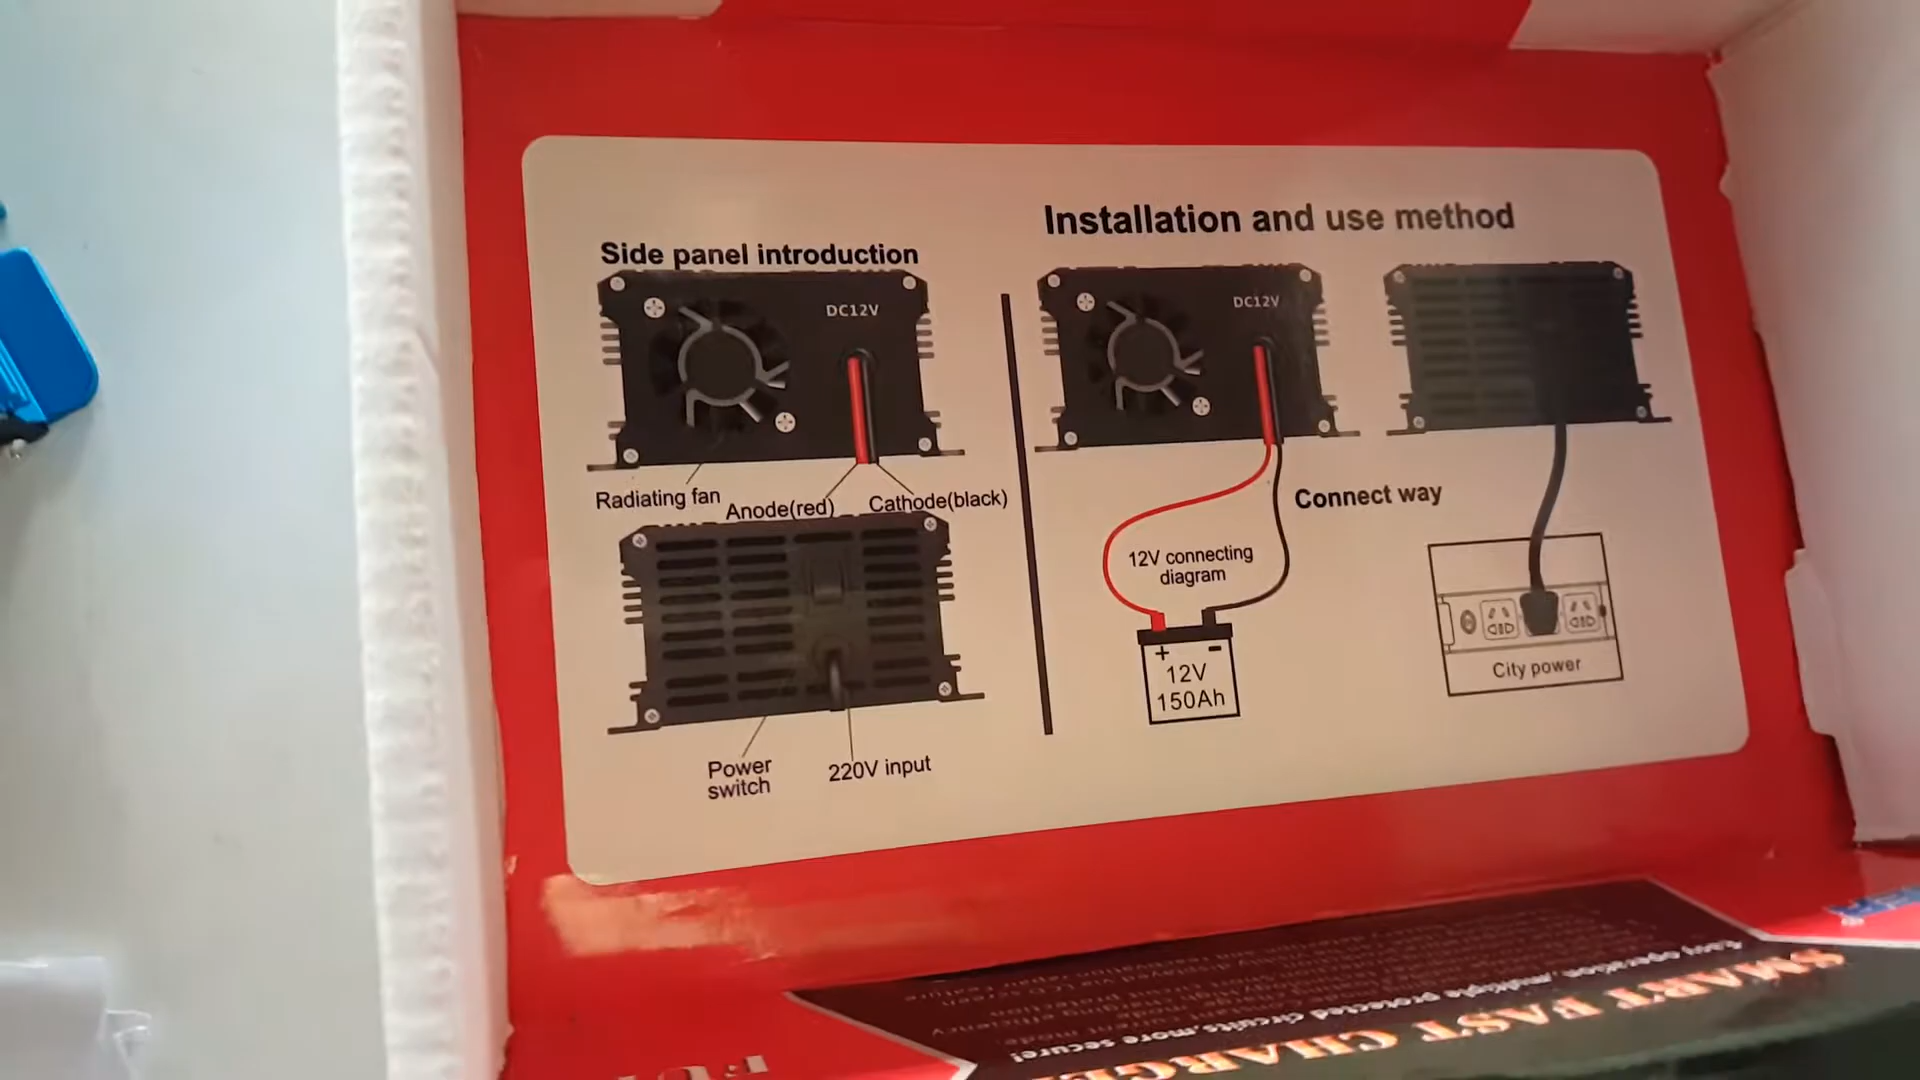 Side panel introduction
DC12V
Radiating fan
Anode(red)
Cathode(black)
Power
switch
220V input
Installation and use method
DC12V
Connect way
12V connecting
diagram
+ -
12V
150Ah
City power
SMART FAST CHARGE
Easy operation, multiple protected circuits, more secure!